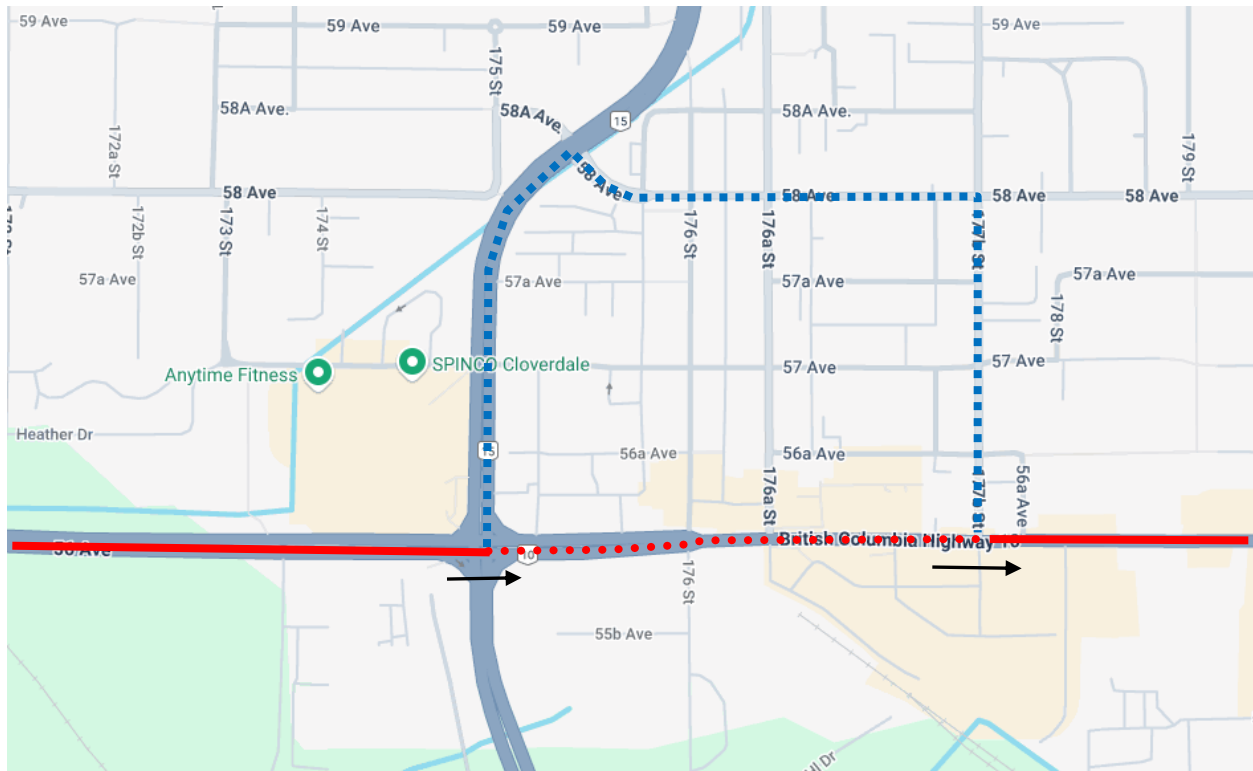 59 Ave
59 Ave
59 Ave
59 Ave
175 St
58A Ave.
58A Ave.
15
58A Ave.
172a St
179 St
58 Ave
58 Ave
58 Ave
58 Ave
58 Ave
172b St
173 St
174 St
176 St
176a St
177b St
57a Ave
57a Ave
57a Ave
57a Ave
178 St
Anytime Fitness
SPINCO Cloverdale
57 Ave
57 Ave
Heather Dr
15
56a Ave
56a Ave
176a St
177b St
56a Ave
56 Ave
10
British Columbia Highway 10
176 St
55b Ave